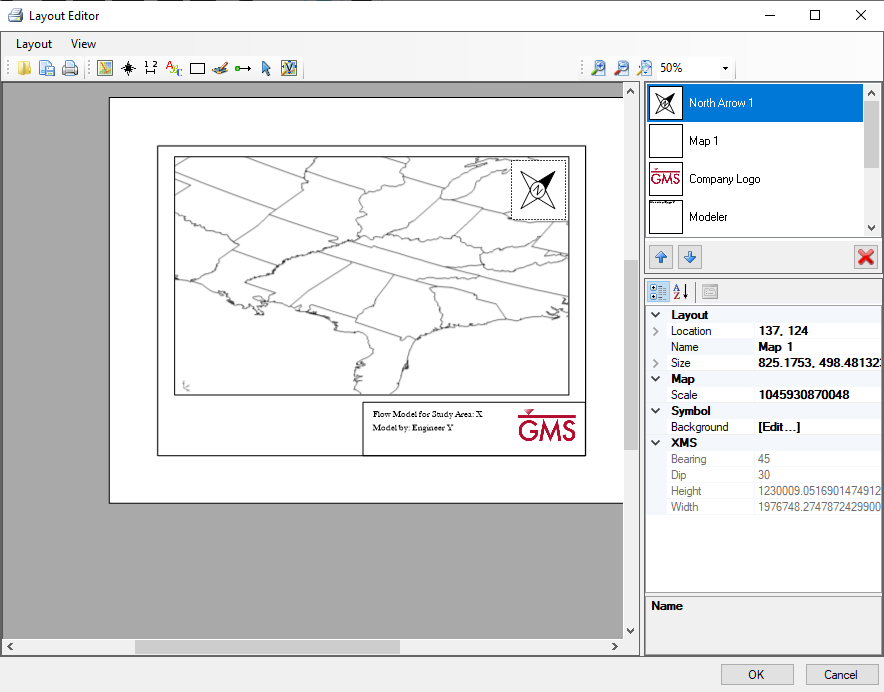 Layout Editor
Layout View
1 2
50%
North Arrow 1
Map 1
GMS Company Logo
Modeler
N
Flow Model for Study Area: X
Model by: Engineer Y
GMS
A Z
Layout
Location 137, 124
Name Map 1
Size 825.1753, 498.481323
Map
Scale 1045930870048
Symbol
Background [Edit...]
XMS
Bearing 45
Dip 30
Height 1230009.0516901474912
Width 1976748.2747872429900
Name
OK Cancel